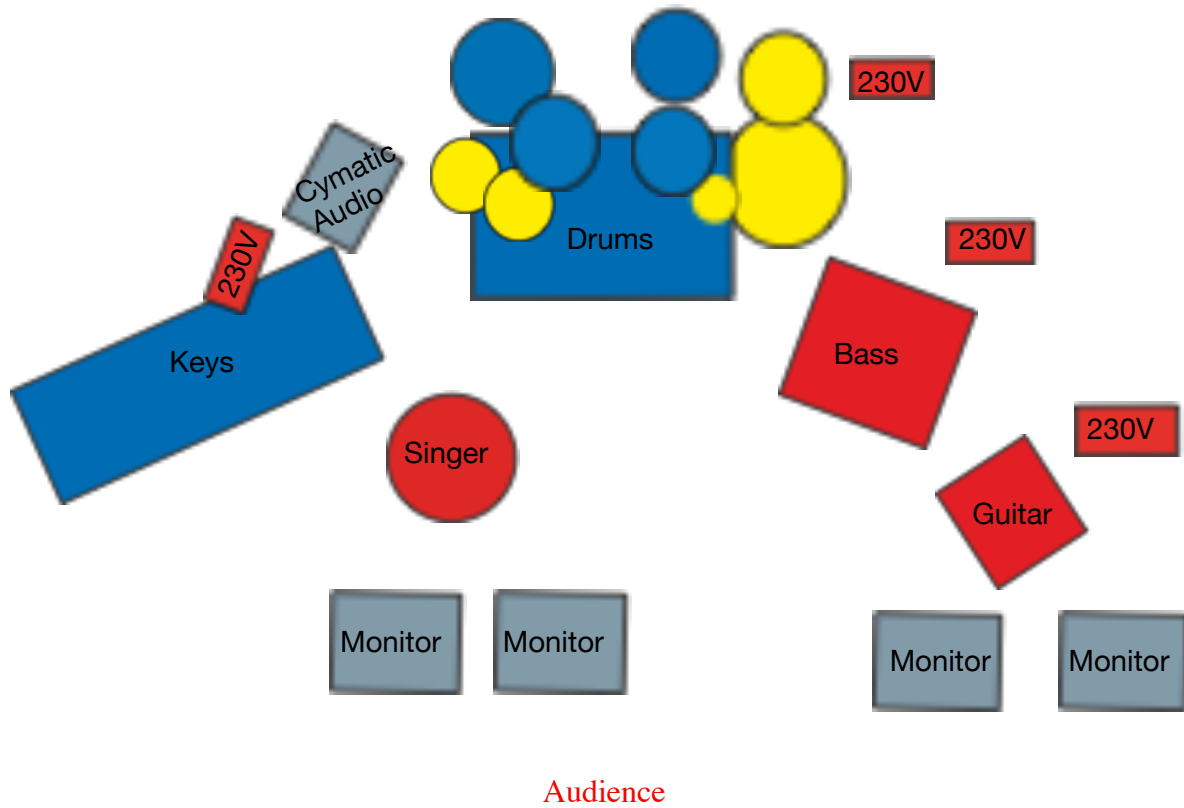 230V
Cymatic
Audio
230V
Drums
230V
Keys
Bass
230V
Singer
Guitar
Monitor
Monitor
Monitor
Monitor
Audience